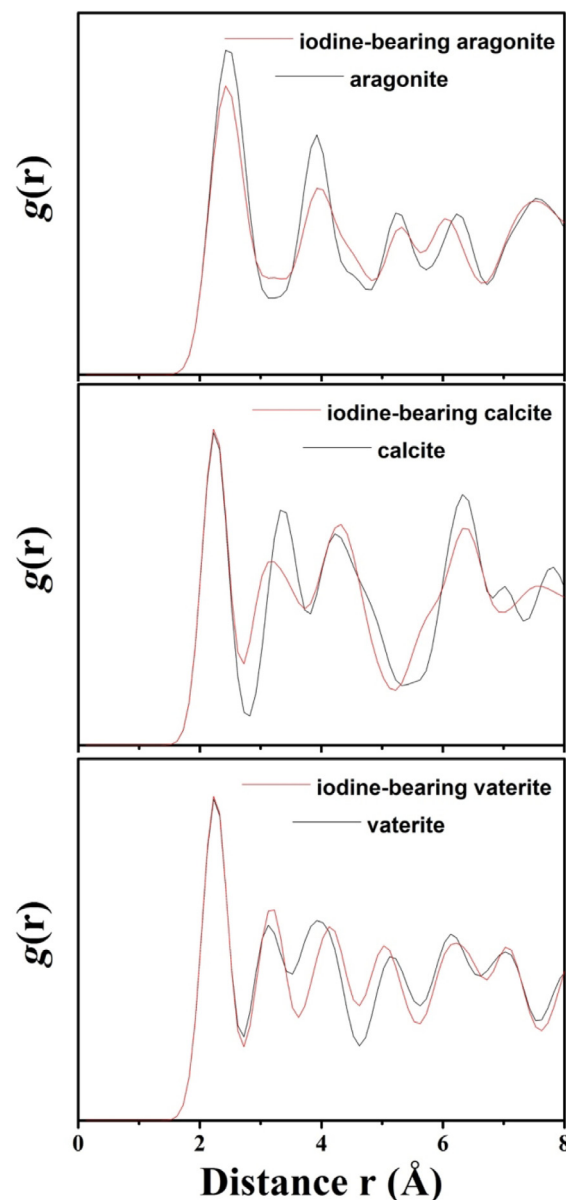 iodine-bearing aragonite
aragonite
g(r)
iodine-bearing calcite
calcite
g(r)
iodine-bearing vaterite
vaterite
g(r)
0 2 4 6 8
Distance r (Å)